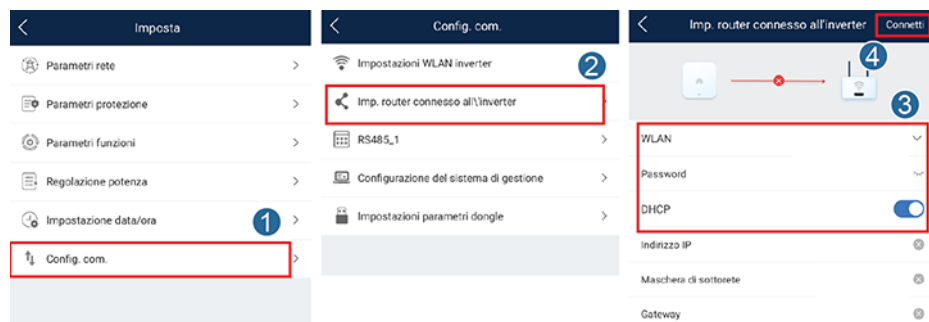 Imposta
Parametri rete
Parametri protezione
Parametri funzioni
Regolazione potenza
Impostazione data/ora
1
Config. com.
Config. com.
Impostazioni WLAN inverter
2
Imp. router connesso all\'inverter
RS485_1
Configurazione del sistema di gestione
Impostazioni parametri dongle
Imp. router connesso all'inverter
Connetti
4
3
WLAN
Password
DHCP
Indirizzo IP
Maschera di sottorete
Gateway